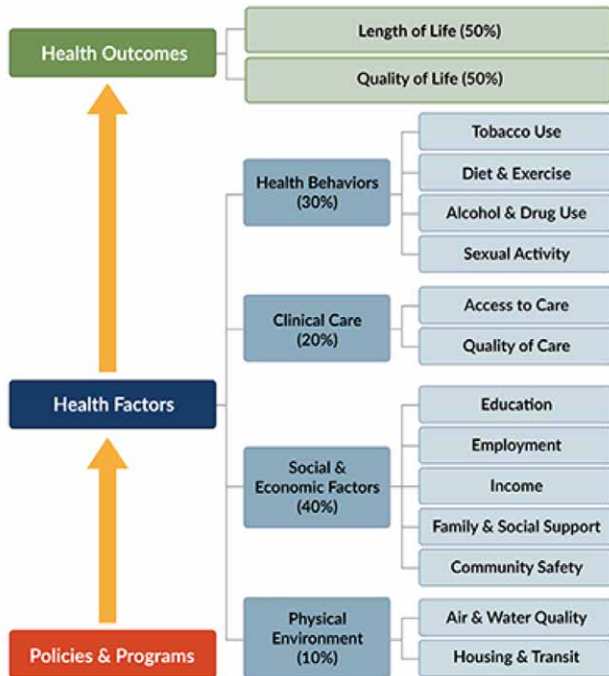 Health Outcomes
Length of Life (50%)
Quality of Life (50%)
Health Behaviors
(30%)
Tobacco Use
Diet & Exercise
Alcohol & Drug Use
Sexual Activity
Clinical Care
(20%)
Access to Care
Quality of Care
Health Factors
Social &
Economic Factors
(40%)
Education
Employment
Income
Family & Social Support
Community Safety
Physical
Environment
(10%)
Air & Water Quality
Housing & Transit
Policies & Programs